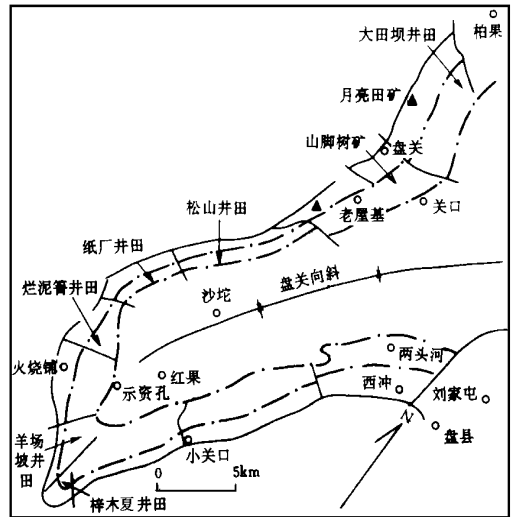 大田坝井田
柏果
月亮田矿
山脚树矿
盘关
老屋基
关口
松山井田
纸厂井田
烂泥箐井田
盘关向斜
沙坨
火烧铺
红果
示资孔
两头河
西冲
刘家屯
盘县
N
羊场
坡井
田
小关口
梓木夏井田
0 5km